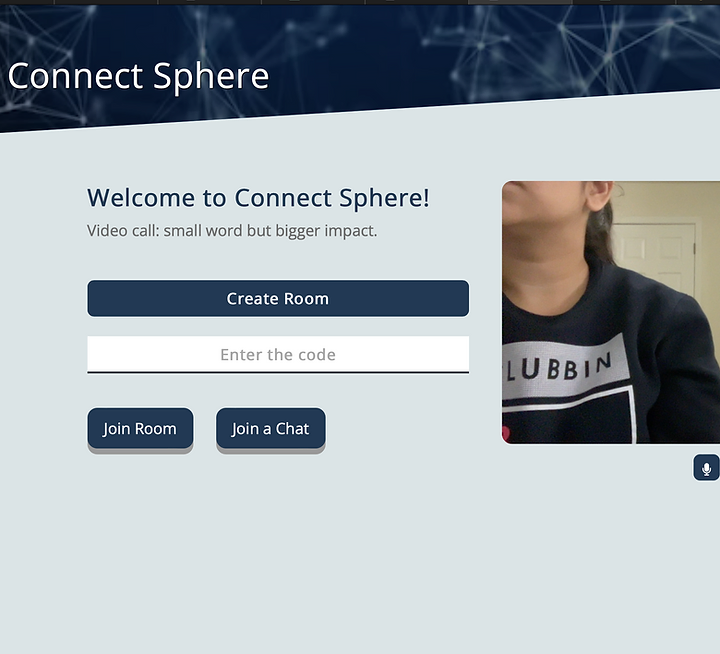 Connect Sphere
Welcome to Connect Sphere!
Video call: small word but bigger impact.
Create Room
Enter the code
Join Room
Join a Chat
LUBBIN